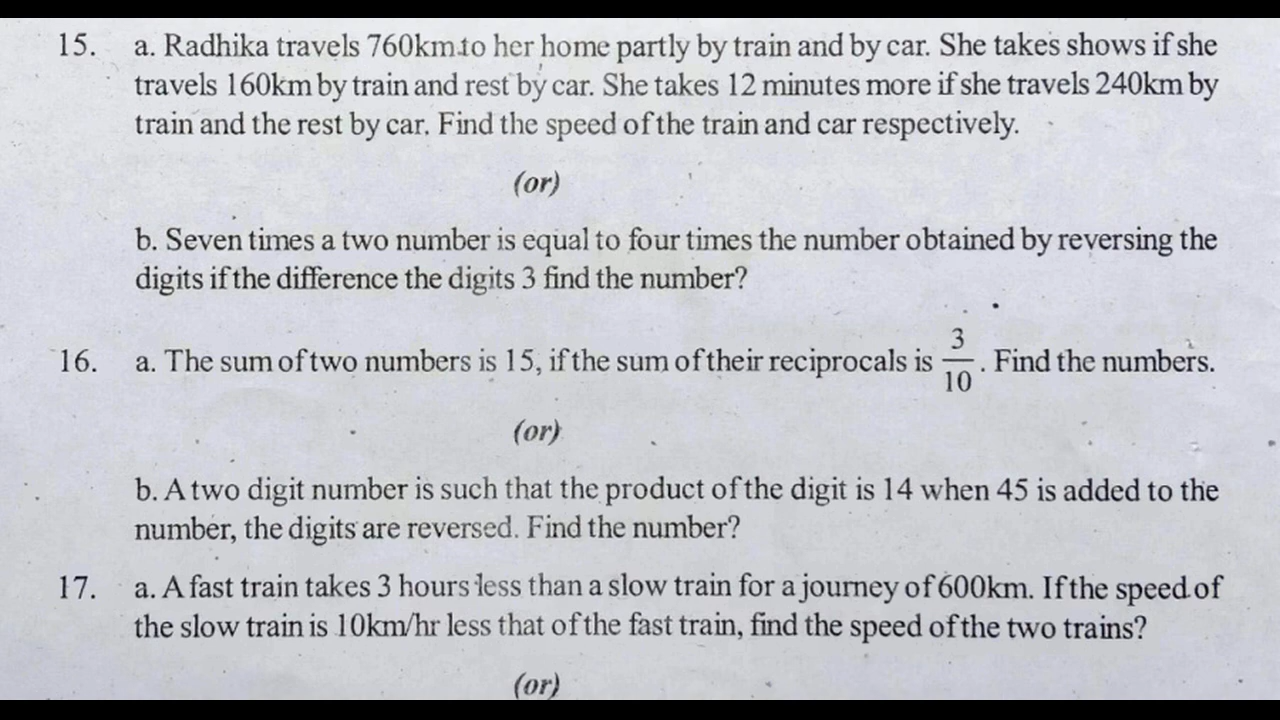 15. a. Radhika travels 760km to her home partly by train and by car. She takes shows if she
travels 160km by train and rest by car. She takes 12 minutes more if she travels 240km by
train and the rest by car. Find the speed of the train and car respectively.
(or)
b. Seven times a two number is equal to four times the number obtained by reversing the
digits if the difference the digits 3 find the number?
16. a. The sum of two numbers is 15, if the sum of their reciprocals is 3/10. Find the numbers.
(or)
b. A two digit number is such that the product of the digit is 14 when 45 is added to the
number, the digits are reversed. Find the number?
17. a. A fast train takes 3 hours less than a slow train for a journey of 600km. If the speed of
the slow train is 10km/hr less that of the fast train, find the speed of the two trains?
(or)